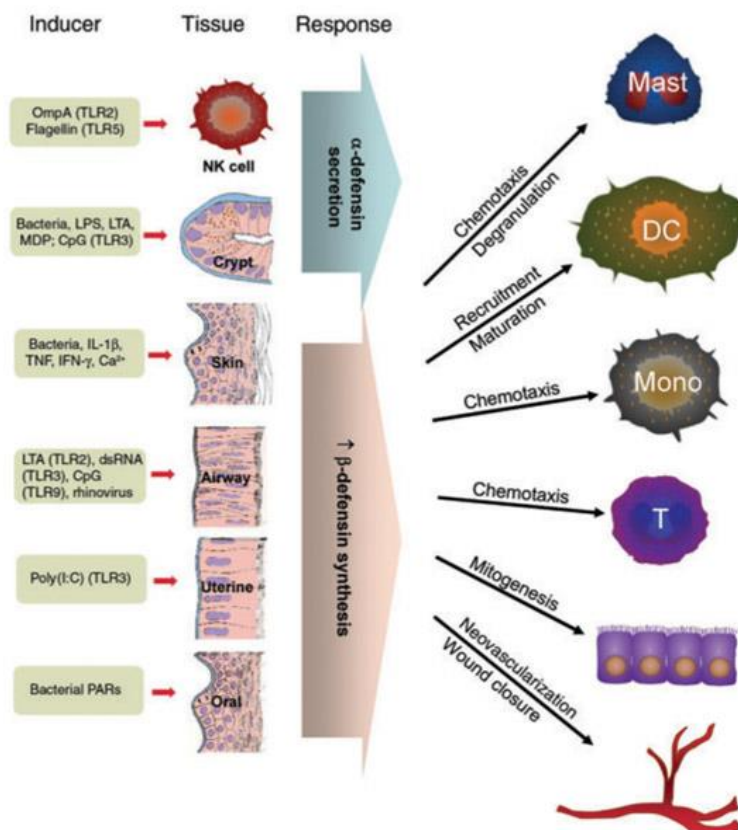 Inducer Tissue Response
OmpA (TLR2)
Flagellin (TLR5)
NK cell
α-defensin
secretion
Bacteria, LPS, LTA,
MDP; CpG (TLR3)
Crypt
Bacteria, IL-1β,
TNF, IFN-γ, Ca²⁺
Skin
LTA (TLR2), dsRNA
(TLR3), CpG
(TLR9), rhinovirus
Airway
Poly(I:C) (TLR3)
Uterine
Bacterial PARs
Oral
↑ β-defensin synthesis
Chemotaxis
Degranulation
Mast
Recruitment
Maturation
DC
Chemotaxis
Mono
Chemotaxis
T
Mitogenesis
Neovascularization
Wound closure